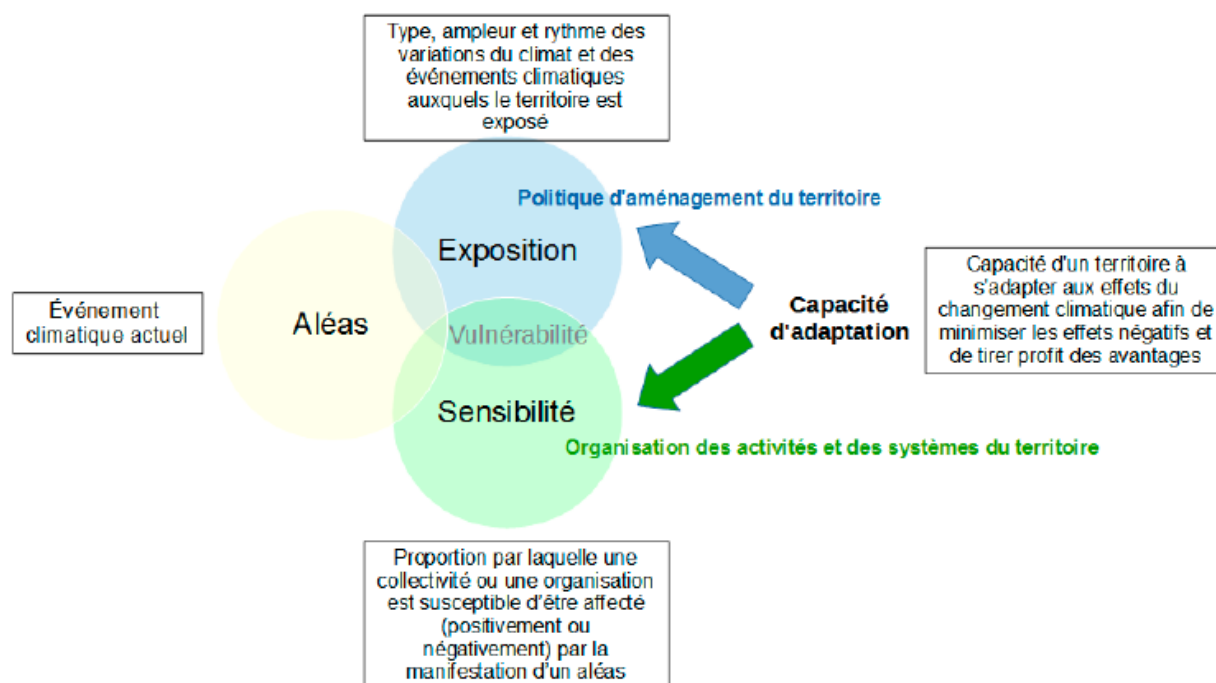 Type, ampleur et rythme des
variations du climat et des
événements climatiques
auxquels le territoire est
exposé
Politique d'aménagement du territoire
Exposition
Événement
climatique actuel
Aléas
Vulnérabilité
Capacité
d'adaptation
Capacité d'un territoire à
s'adapter aux effets du
changement climatique afin de
minimiser les effets négatifs et
de tirer profit des avantages
Sensibilité
Organisation des activités et des systèmes du territoire
Proportion par laquelle une
collectivité ou une organisation
est susceptible d'être affecté
(positivement ou
négativement) par la
manifestation d'un aléas